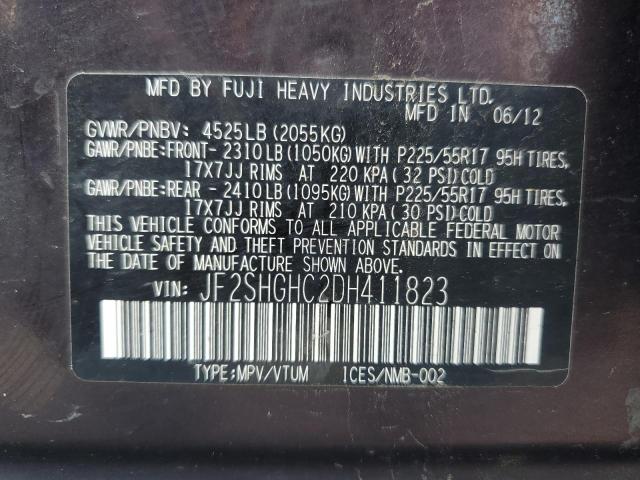 MFD BY FUJI HEAVY INDUSTRIES LTD.
MFD IN 06/12
GVWR/PNBV: 4525LB (2055KG)
GAWR/PNBE:FRONT- 2310LB (1050KG) WITH P225/55R17 95H TIRES,
17X7JJ RIMS AT 220 KPA (32 PSI) COLD
GAWR/PNBE:REAR - 2410LB (1095KG) WITH P225/55R17 95H TIRES,
17X7JJ RIMS AT 210 KPA (30 PSI) COLD
THIS VEHICLE CONFORMS TO ALL APPLICABLE FEDERAL MOTOR
VEHICLE SAFETY AND THEFT PREVENTION STANDARDS IN EFFECT ON
THE DATE OF MANUFACTURE SHOWN ABOVE.
VIN: JF2SHGHC2DH411823
TYPE:MPV/VTUM ICES/NMB-002